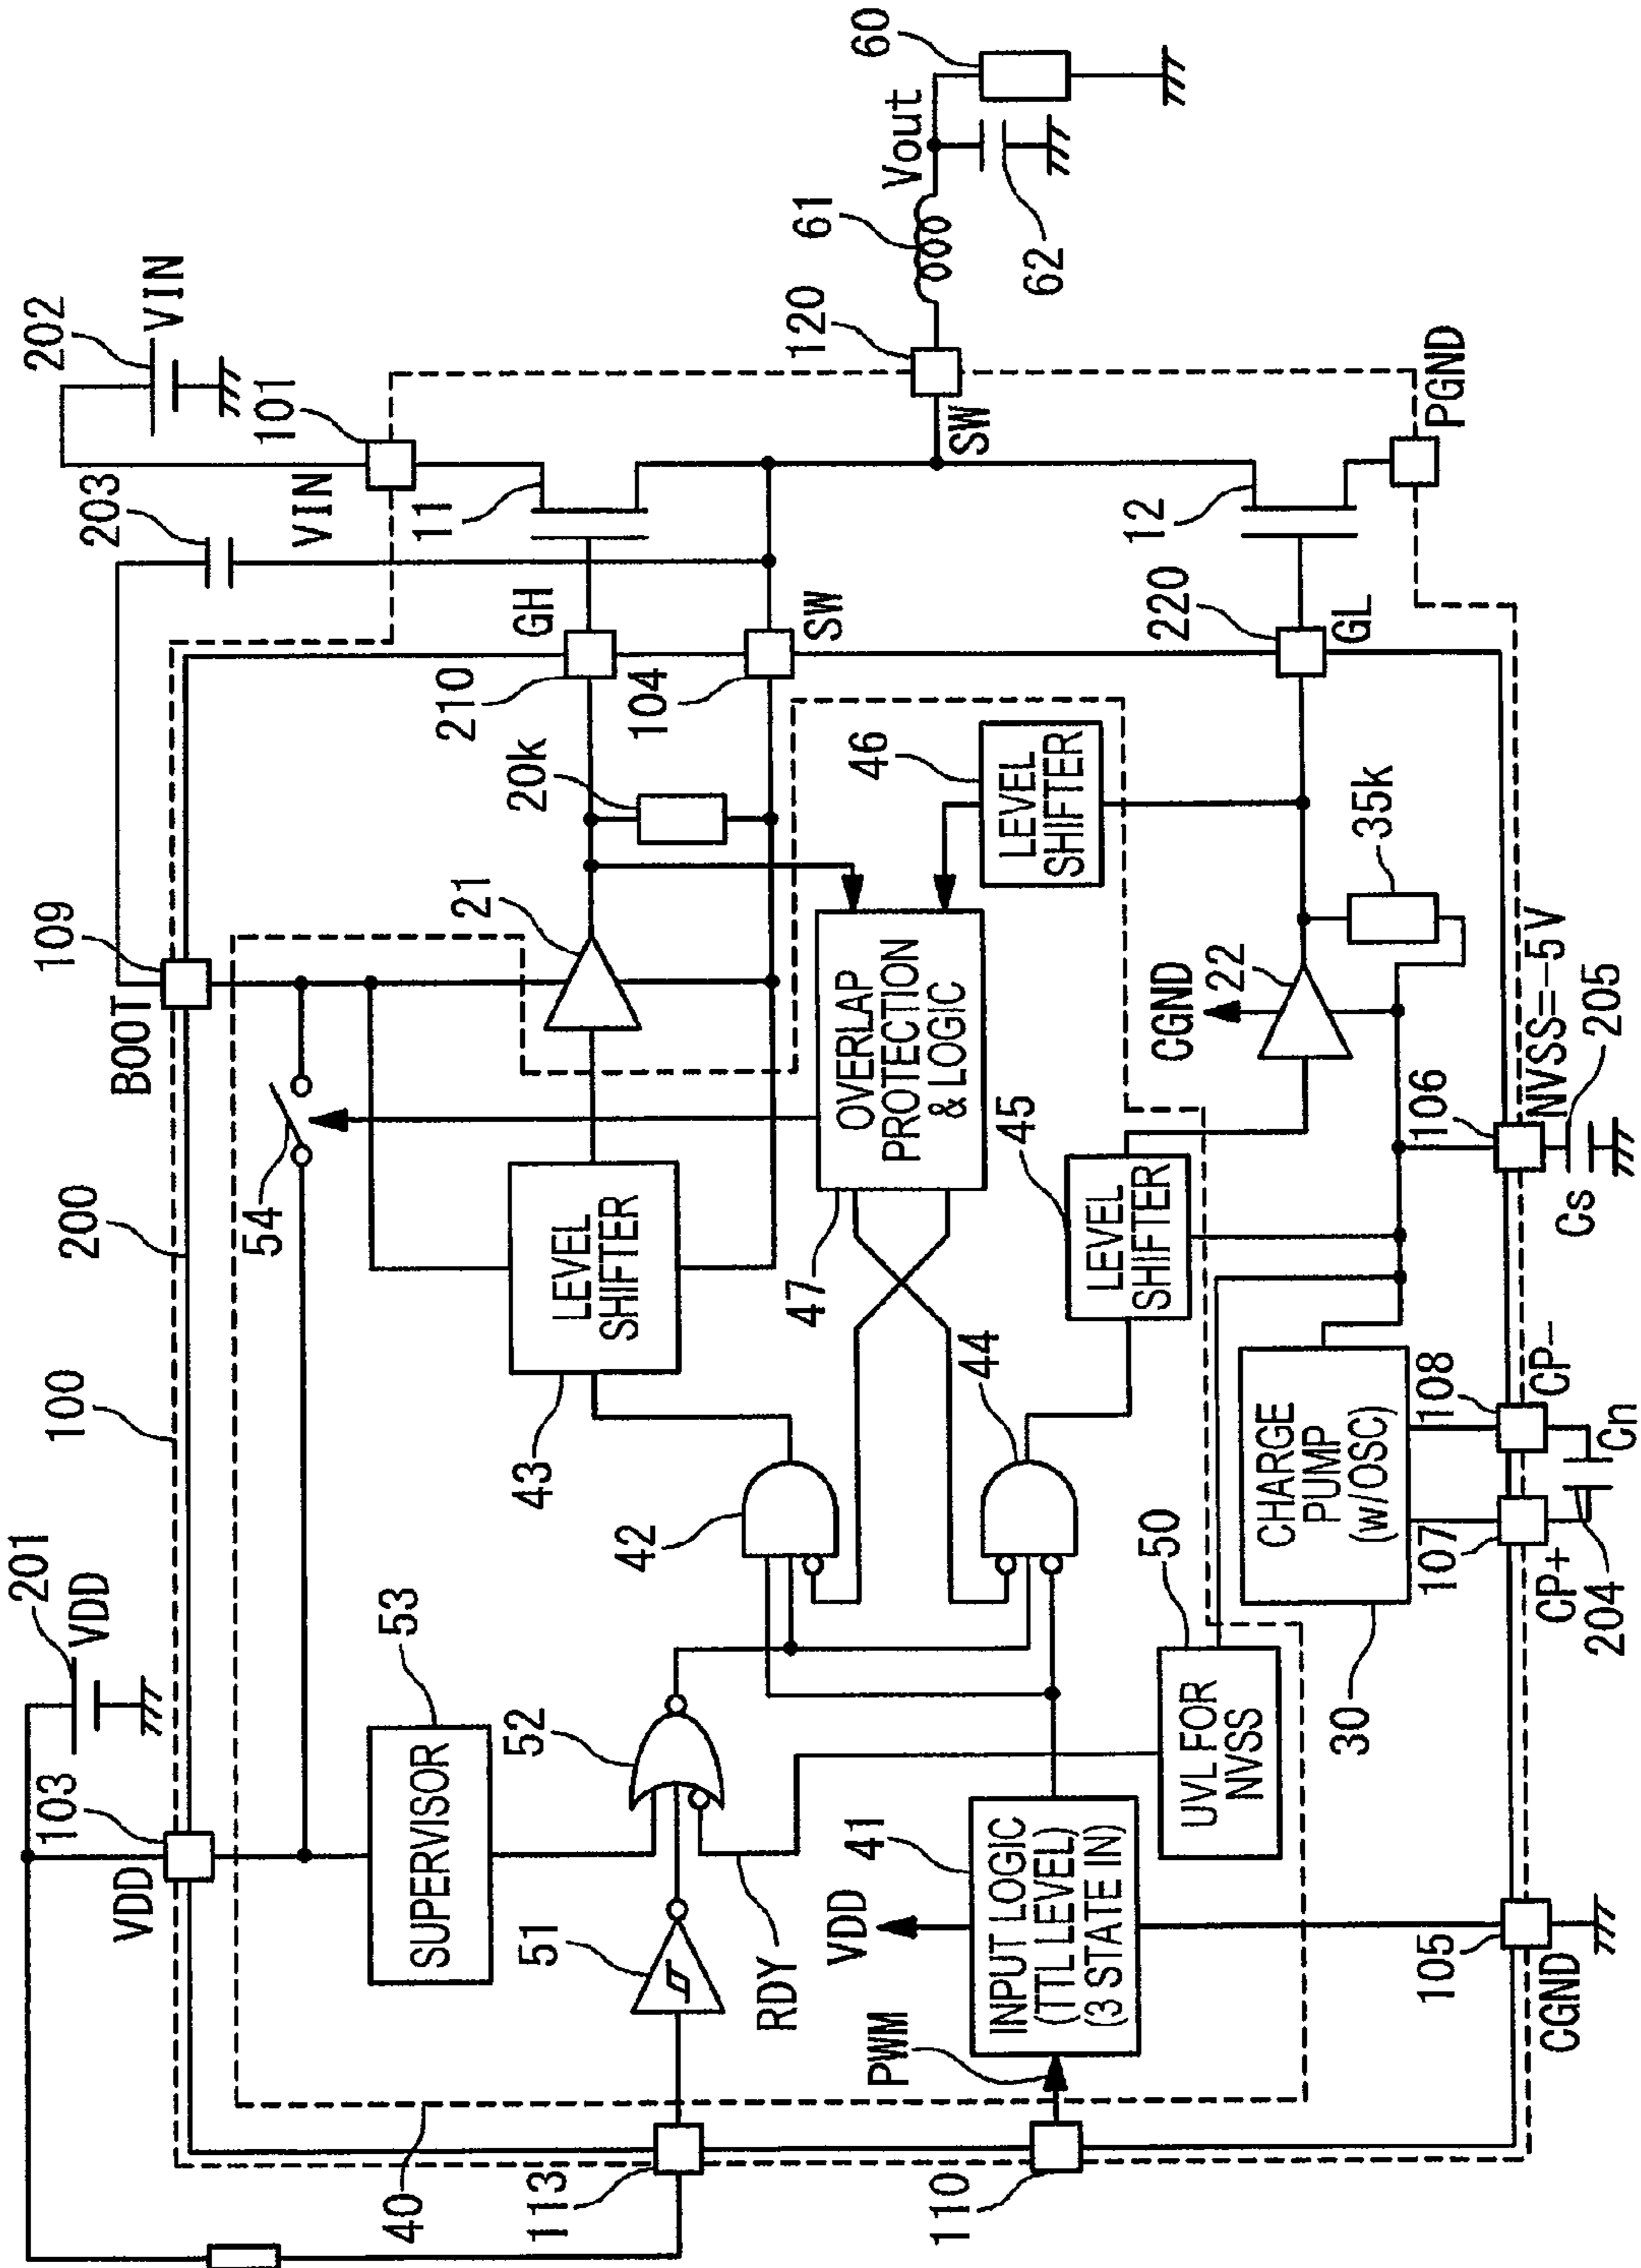 201
VDD
103
VDD
100
200
109
BOOT
203
202
VIN
101
VIN
54
53
SUPERVISOR
43
LEVEL
SHIFTER
21
210
GH
11
20k
104
SW
SW
120
61
Vout
60
62
40
113
51
52
42
47
OVERLAP
PROTECTION
& LOGIC
46
LEVEL
SHIFTER
RDY
44
45
LEVEL
SHIFTER
CGND
22
220
GL
12
PGND
35k
110
PWM
VDD
41
INPUT LOGIC
(TTL LEVEL)
(3 STATE IN)
50
UVL FOR
NVSS
30
CHARGE
PUMP
(w/OSC)
105
CGND
107
CP+
204
108
CP−
Cn
106
NVSS=−5V
Cs
205